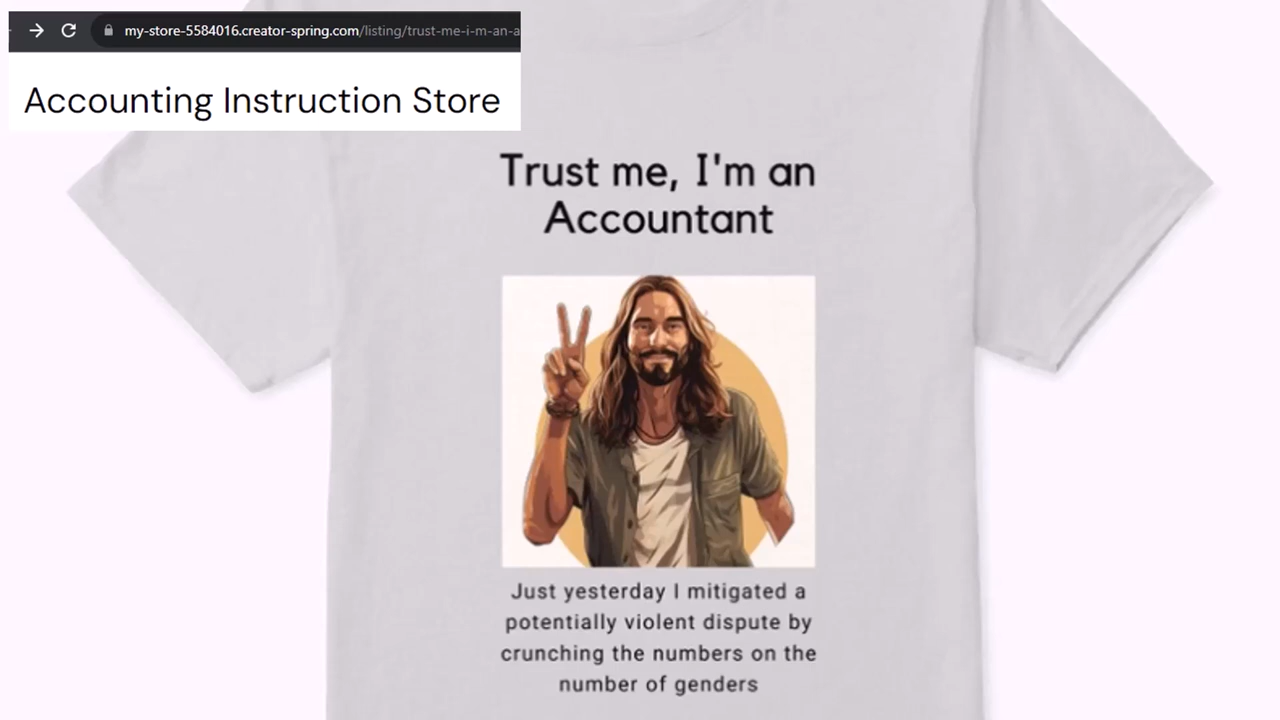 my-store-5584016.creator-spring.com/listing/trust-me-i-m-an-a
Accounting Instruction Store
Trust me, I'm an
Accountant
Just yesterday I mitigated a
potentially violent dispute by
crunching the numbers on the
number of genders